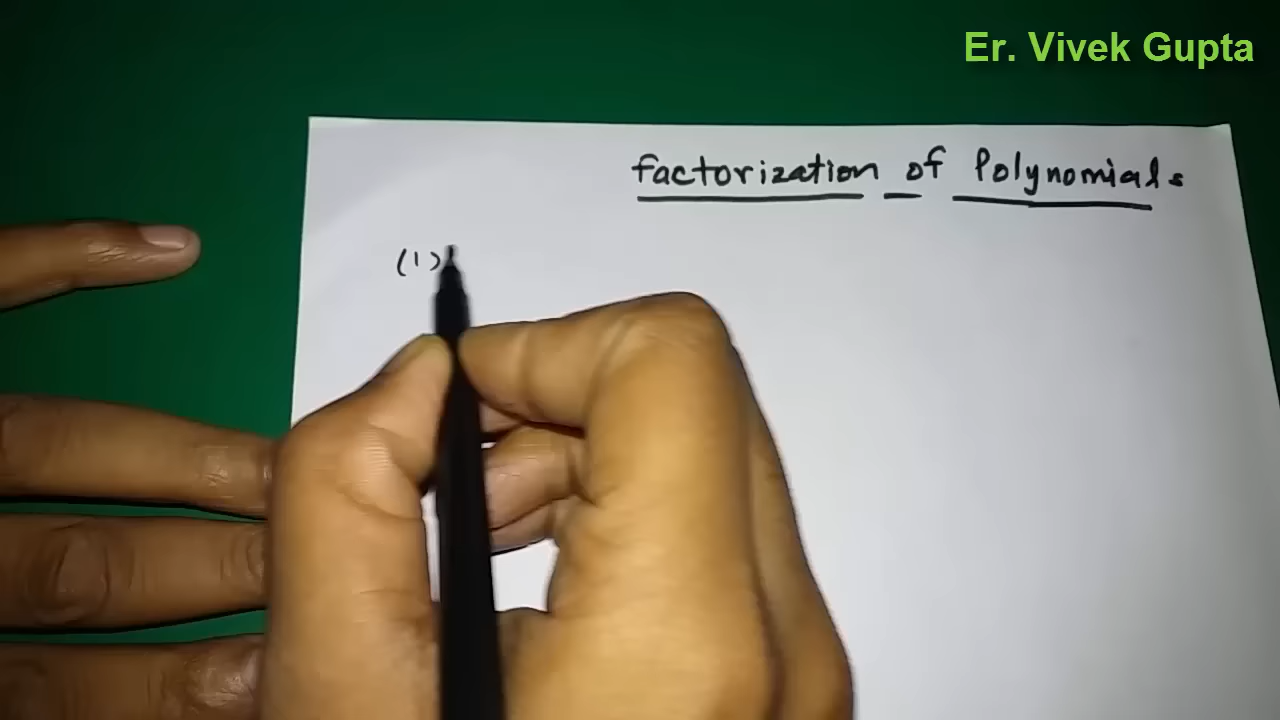 Er. Vivek Gupta
Factorization of Polynomials
(1)